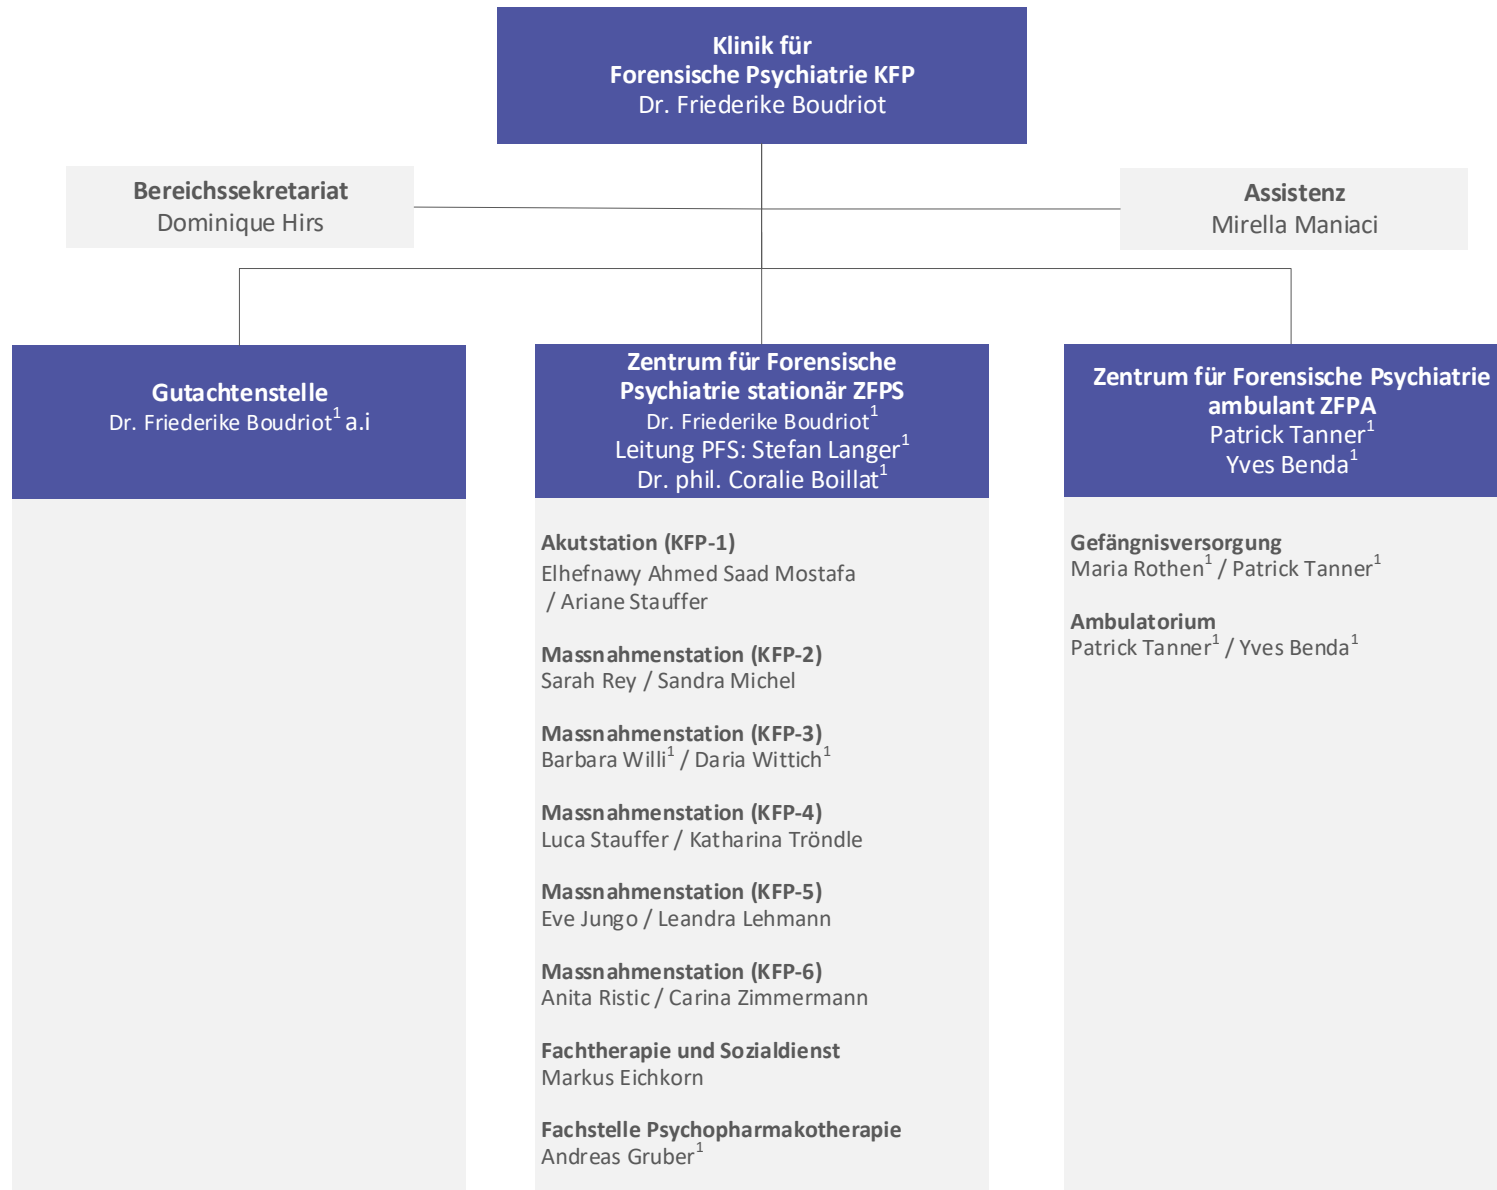 Klinik für
Forensische Psychiatrie KFP
Dr. Friederike Boudriot
Bereichssekretariat
Dominique Hirs
Assistenz
Mirella Maniaci
Gutachtenstelle
Dr. Friederike Boudriot¹ a.i
Zentrum für Forensische
Psychiatrie stationär ZFPS
Dr. Friederike Boudriot¹
Leitung PFS: Stefan Langer¹
Dr. phil. Coralie Boillat¹
Zentrum für Forensische Psychiatrie
ambulant ZFPA
Patrick Tanner¹
Yves Benda¹
Akutstation (KFP-1)
Elhefnawy Ahmed Saad Mostafa
/ Ariane Stauffer
Massnahmenstation (KFP-2)
Sarah Rey / Sandra Michel
Massnahmenstation (KFP-3)
Barbara Willi¹ / Daria Wittich¹
Massnahmenstation (KFP-4)
Luca Stauffer / Katharina Tröndle
Massnahmenstation (KFP-5)
Eve Jungo / Leandra Lehmann
Massnahmenstation (KFP-6)
Anita Ristic / Carina Zimmermann
Fachtherapie und Sozialdienst
Markus Eichkorn
Fachstelle Psychopharmakotherapie
Andreas Gruber¹
Gefängnisversorgung
Maria Rothen¹ / Patrick Tanner¹
Ambulatorium
Patrick Tanner¹ / Yves Benda¹